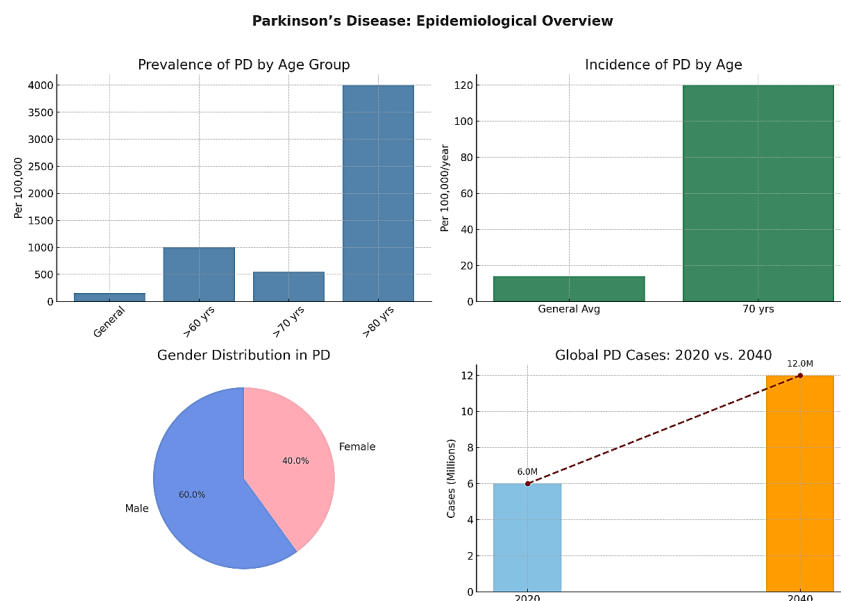 Parkinson’s Disease: Epidemiological Overview
Prevalence of PD by Age Group
Per 100,000
4000
3500
3000
2500
2000
1500
1000
500
0
General
>60 yrs
>70 yrs
>80 yrs
Incidence of PD by Age
Per 100,000/year
120
100
80
60
40
20
0
General Avg
70 yrs
Gender Distribution in PD
Male
60.0%
40.0%
Female
Global PD Cases: 2020 vs. 2040
Cases (Millions)
12
10
8
6
4
2
0
6.0M
12.0M
2020
2040